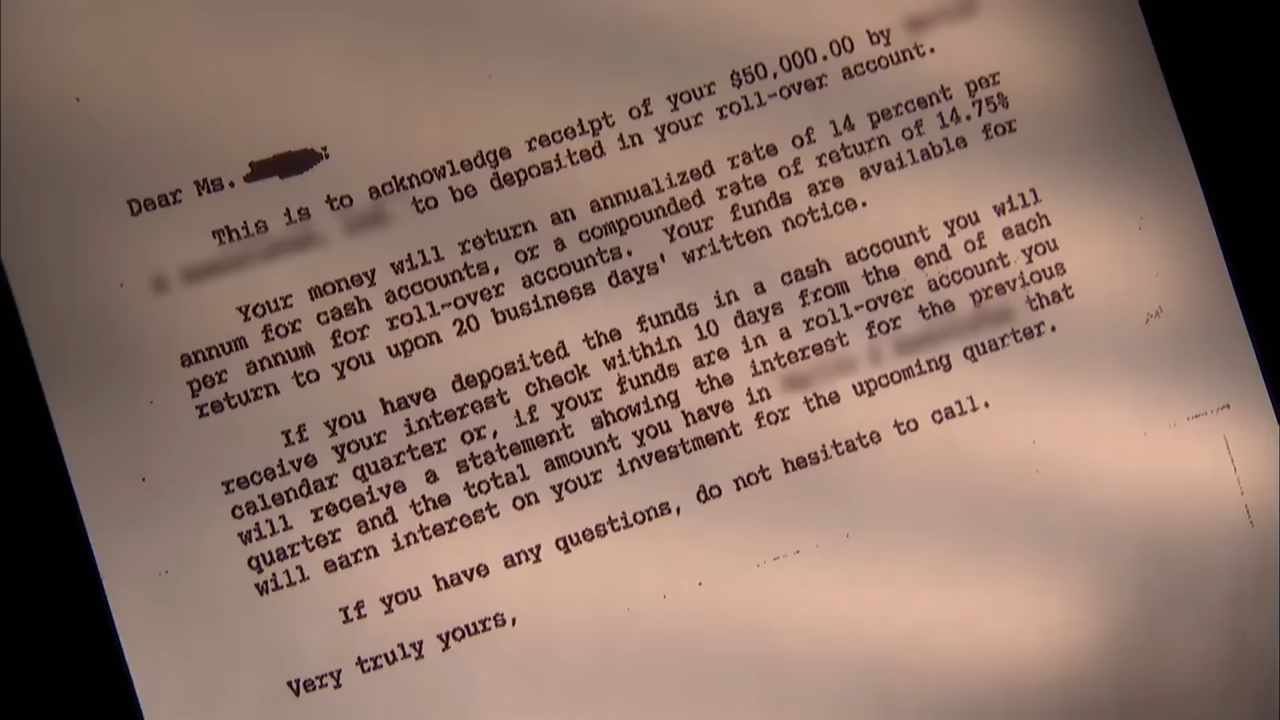 Dear Ms.
This is to acknowledge receipt of your $50,000.00 by
to be deposited in your roll-over account.
Your money will return an annualized rate of 14 percent per
annum for cash accounts, or a compounded rate of return of 14.75%
per annum for roll-over accounts. Your funds are available for
return to you upon 20 business days' written notice.
If you have deposited the funds in a cash account you will
receive your interest check within 10 days from the end of each
calendar quarter or, if your funds are in a roll-over account you
will receive a statement showing the interest for the previous
quarter and the total amount you have in that
will earn interest on your investment for the upcoming quarter.
If you have any questions, do not hesitate to call.
Very truly yours,